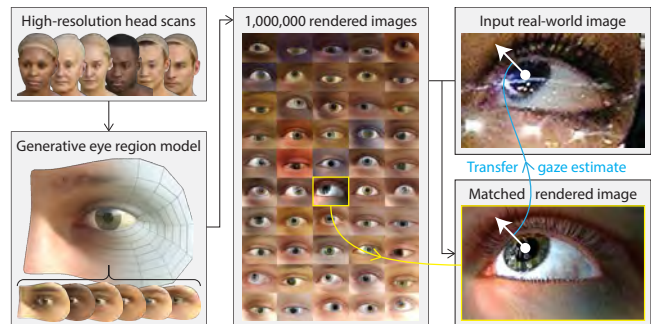 High-resolution head scans
Generative eye region model
1,000,000 rendered images
Input real-world image
Transfer gaze estimate
Matched rendered image